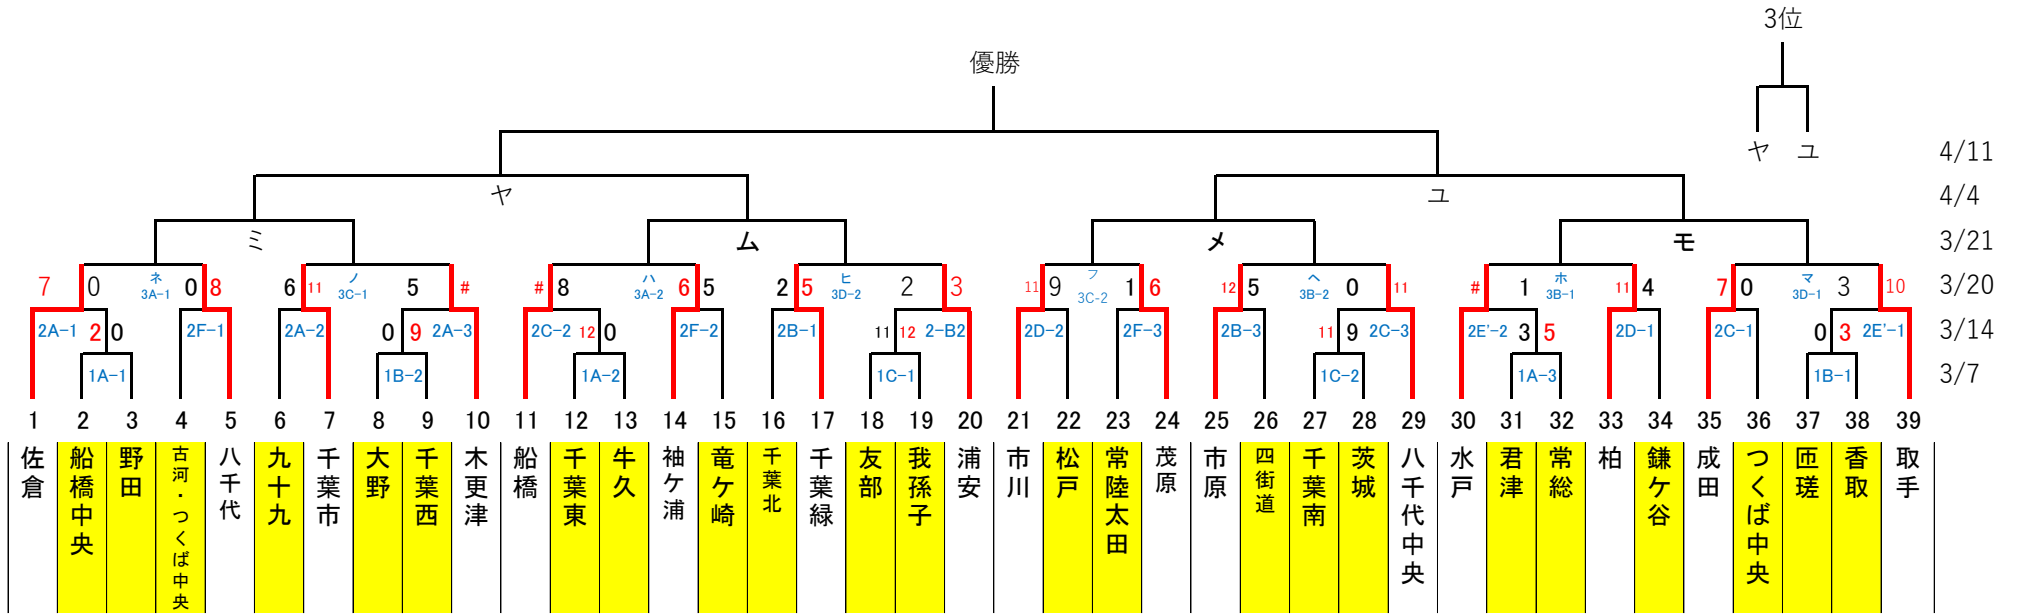 3位
優勝
ヤ ユ 4/11
ヤ ユ 4/4
ミ ム メ モ 3/21
7 0 ネ 3A-1 0 8 6 11 ノ 3C-1 5 # # 8 ハ 3A-2 6 5 2 5 ヒ 3D-2 2 3 11 9 フ 3C-2 1 6 12 5 ヘ 3B-2 0 11 # 1 ホ 3B-1 11 4 7 0 マ 3D-1 3 10 3/20
2A-1 2 0 2F-1 2A-2 0 9 2A-3 2C-2 12 0 2F-2 2B-1 11 12 2-B2 2D-2 2F-3 2B-3 11 9 2C-3 2E'-2 3 5 2D-1 2C-1 0 3 2E'-1 3/14
1A-1 1B-2 1A-2 1C-1 1C-2 1A-3 1B-1 3/7
1 2 3 4 5 6 7 8 9 10 11 12 13 14 15 16 17 18 19 20 21 22 23 24 25 26 27 28 29 30 31 32 33 34 35 36 37 38 39
佐倉
船橋中央
野田
古河・つくば中央
八千代
九十九
千葉市
大野
千葉西
木更津
船橋
千葉東
牛久
袖ケ浦
竜ケ崎
千葉北
千葉緑
友部
我孫子
浦安
市川
松戸
常陸太田
茂原
市原
四街道
千葉南
茨城
八千代中央
水戸
君津
常総
柏
鎌ケ谷
成田
つくば中央
匝瑳
香取
取手